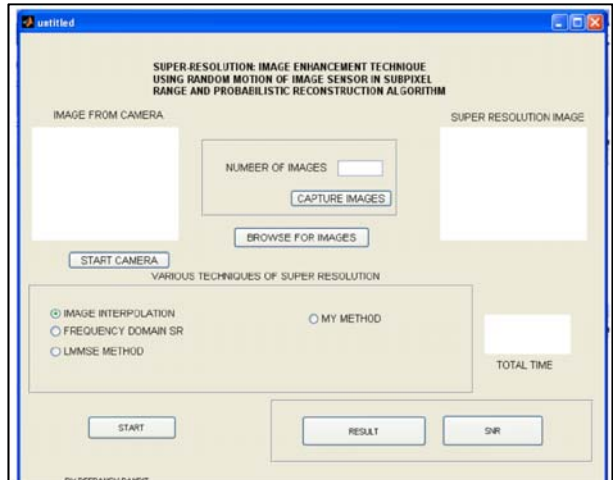 untitled
SUPER-RESOLUTION: IMAGE ENHANCEMENT TECHNIQUE
USING RANDOM MOTION OF IMAGE SENSOR IN SUBPIXEL
RANGE AND PROBABILISTIC RECONSTRUCTION ALGORITHM
IMAGE FROM CAMERA
SUPER RESOLUTION IMAGE
NUMBER OF IMAGES
CAPTURE IMAGES
BROWSE FOR IMAGES
START CAMERA
VARIOUS TECHNIQUES OF SUPER RESOLUTION
IMAGE INTERPOLATION
MY METHOD
FREQUENCY DOMAIN SR
LMMSE METHOD
TOTAL TIME
START
RESULT
SNR